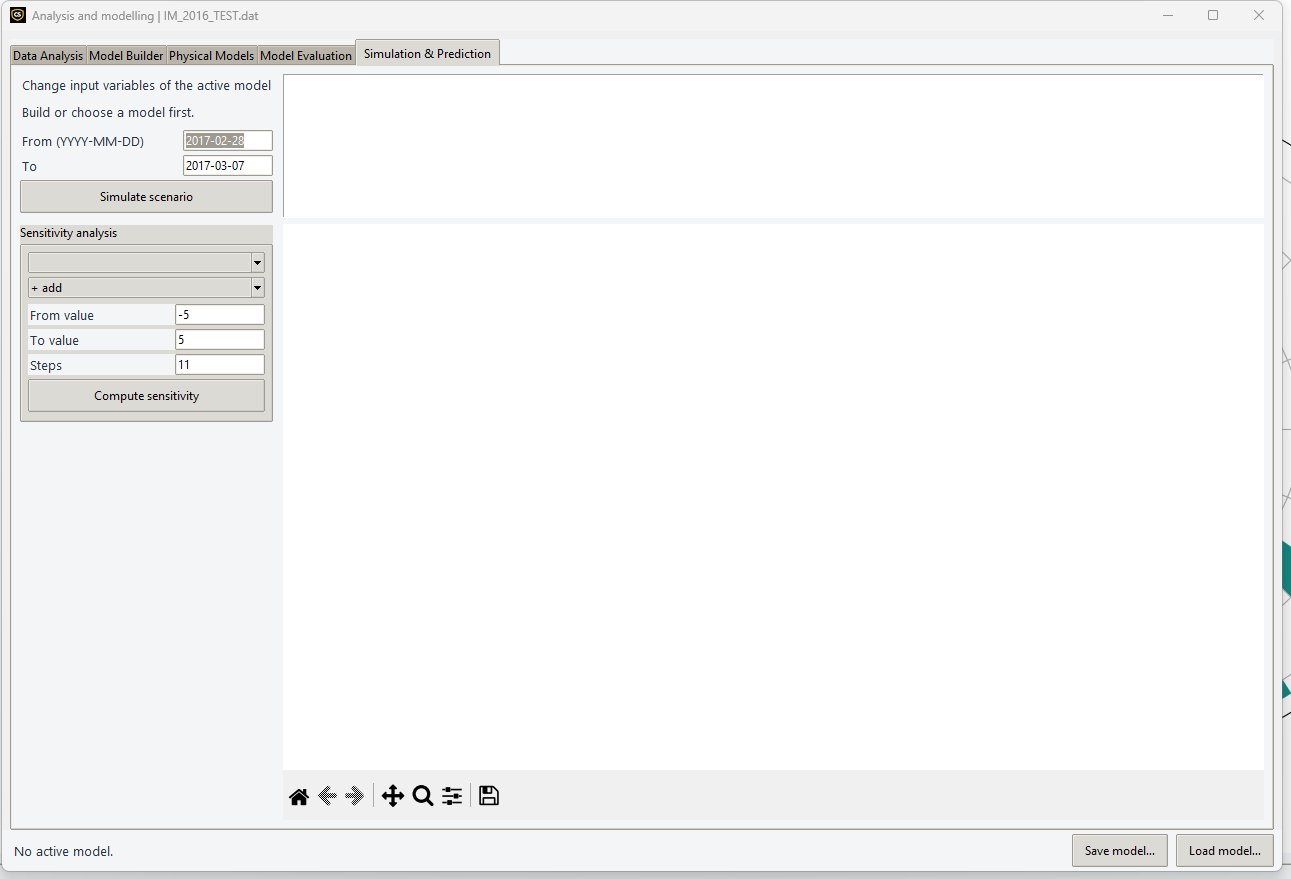 Analysis and modelling | IM_2016_TEST.dat
Data Analysis Model Builder Physical Models Model Evaluation Simulation & Prediction
Change input variables of the active model
Build or choose a model first.
From (YYYY-MM-DD) 2017-02-28
To 2017-03-07
Simulate scenario
Sensitivity analysis
+ add
From value -5
To value 5
Steps 11
Compute sensitivity
No active model.
Save model...
Load model...